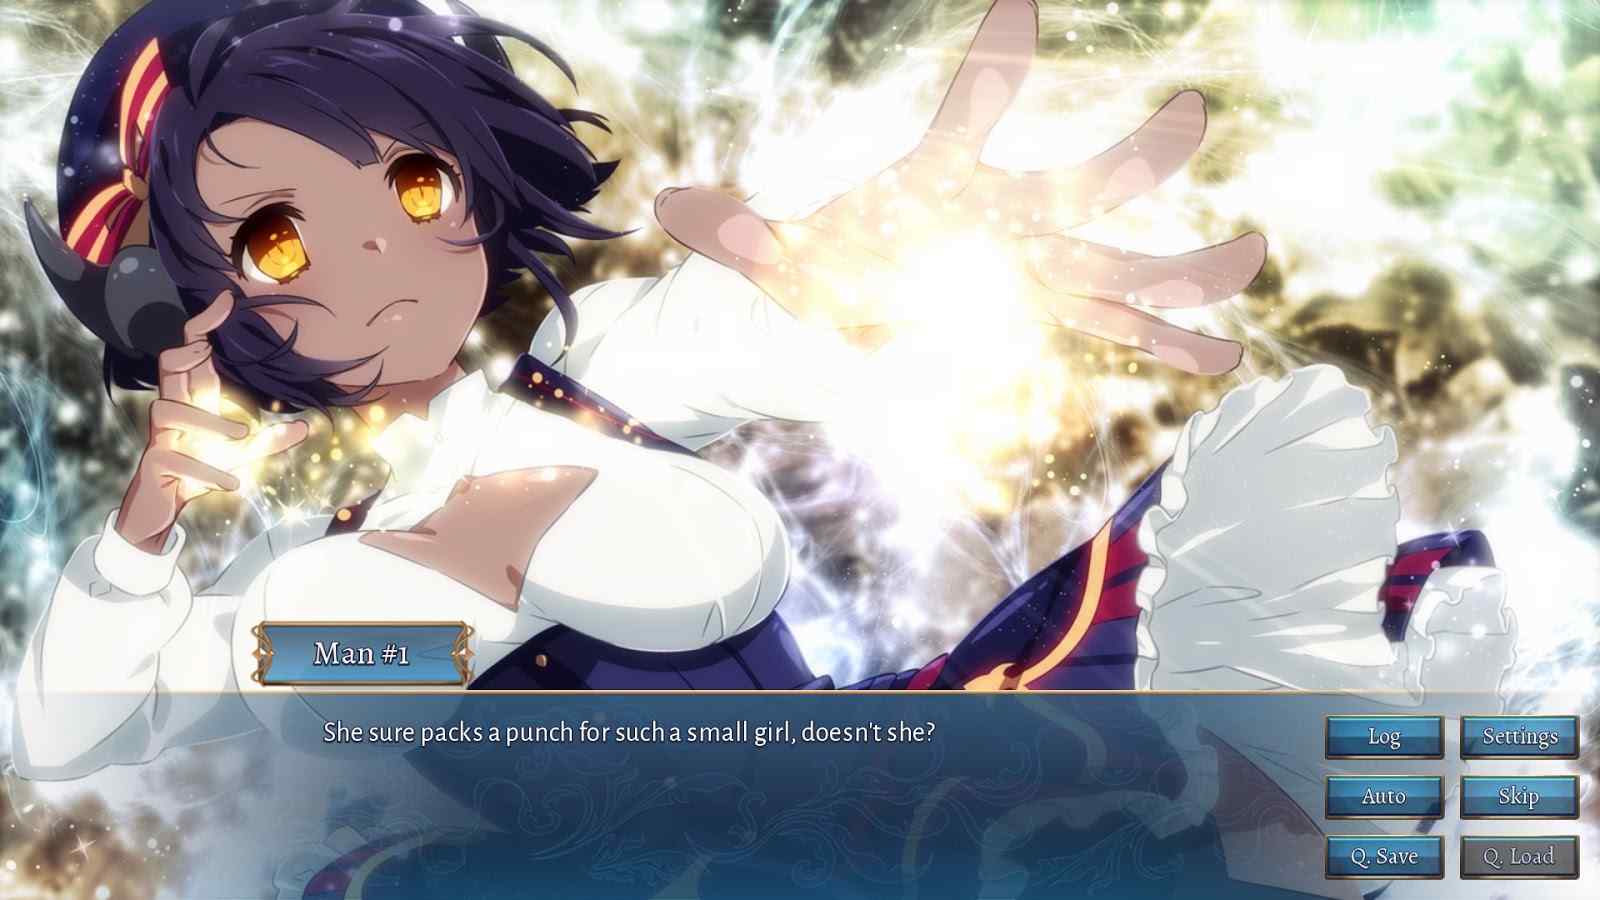 Man #1
She sure packs a punch for such a small girl, doesn't she?
Log
Settings
Auto
Skip
Q. Save
Q. Load